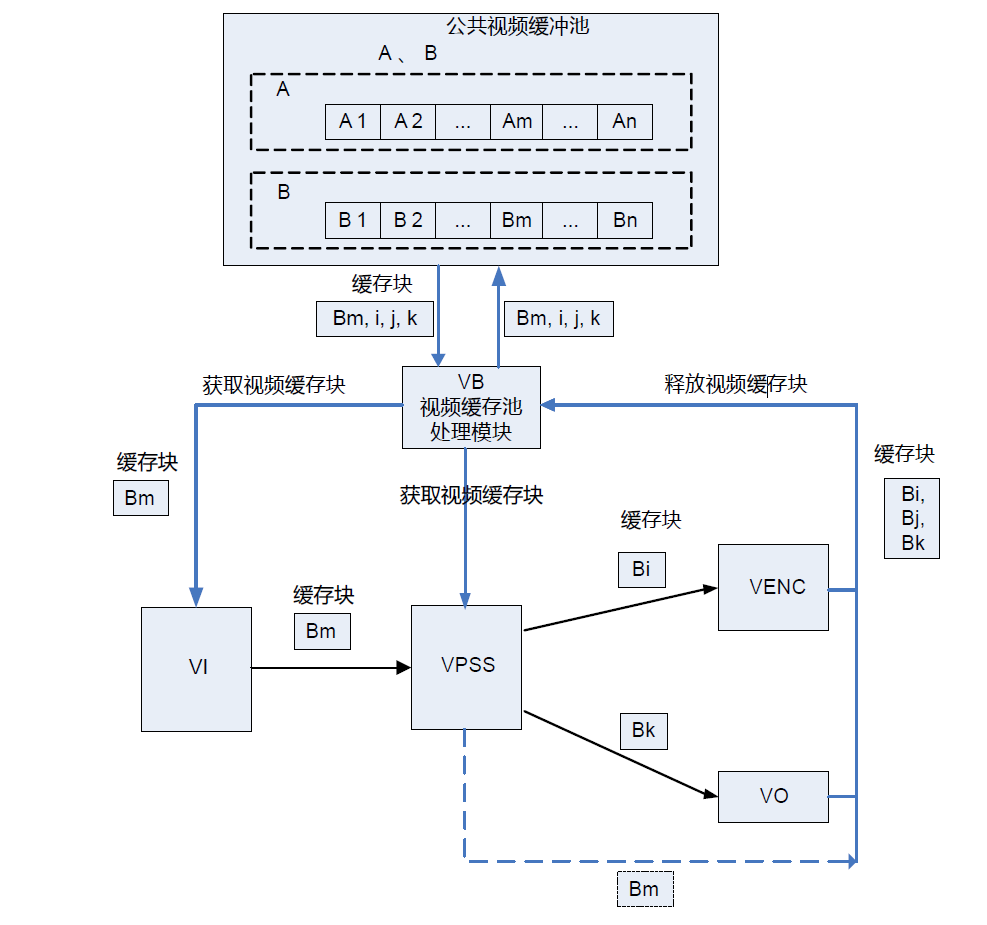 公共视频缓冲池
A 、 B
A
A 1 A 2 ... Am ... An
B
B 1 B 2 ... Bm ... Bn
缓存块
Bm, i, j, k
Bm, i, j, k
VB
视频缓存池
处理模块
获取视频缓存块
释放视频缓存块
缓存块
Bm
获取视频缓存块
缓存块
Bi,
Bj,
Bk
缓存块
Bi
VENC
缓存块
Bm
VI
VPSS
Bk
VO
Bm